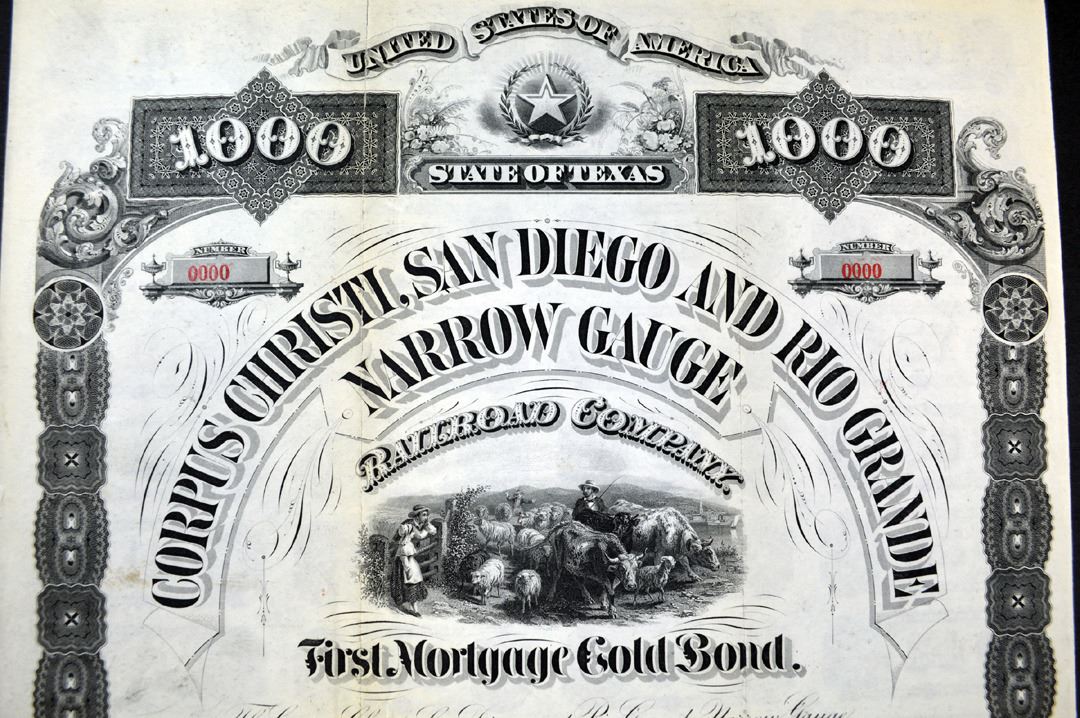 UNITED STATES OF AMERICA
1000 1000
STATE OF TEXAS
NUMBER NUMBER
0000 0000
CORPUS CHRISTI, SAN DIEGO AND RIO GRANDE
NARROW GAUGE
RAILROAD COMPANY
First Mortgage Gold Bond.